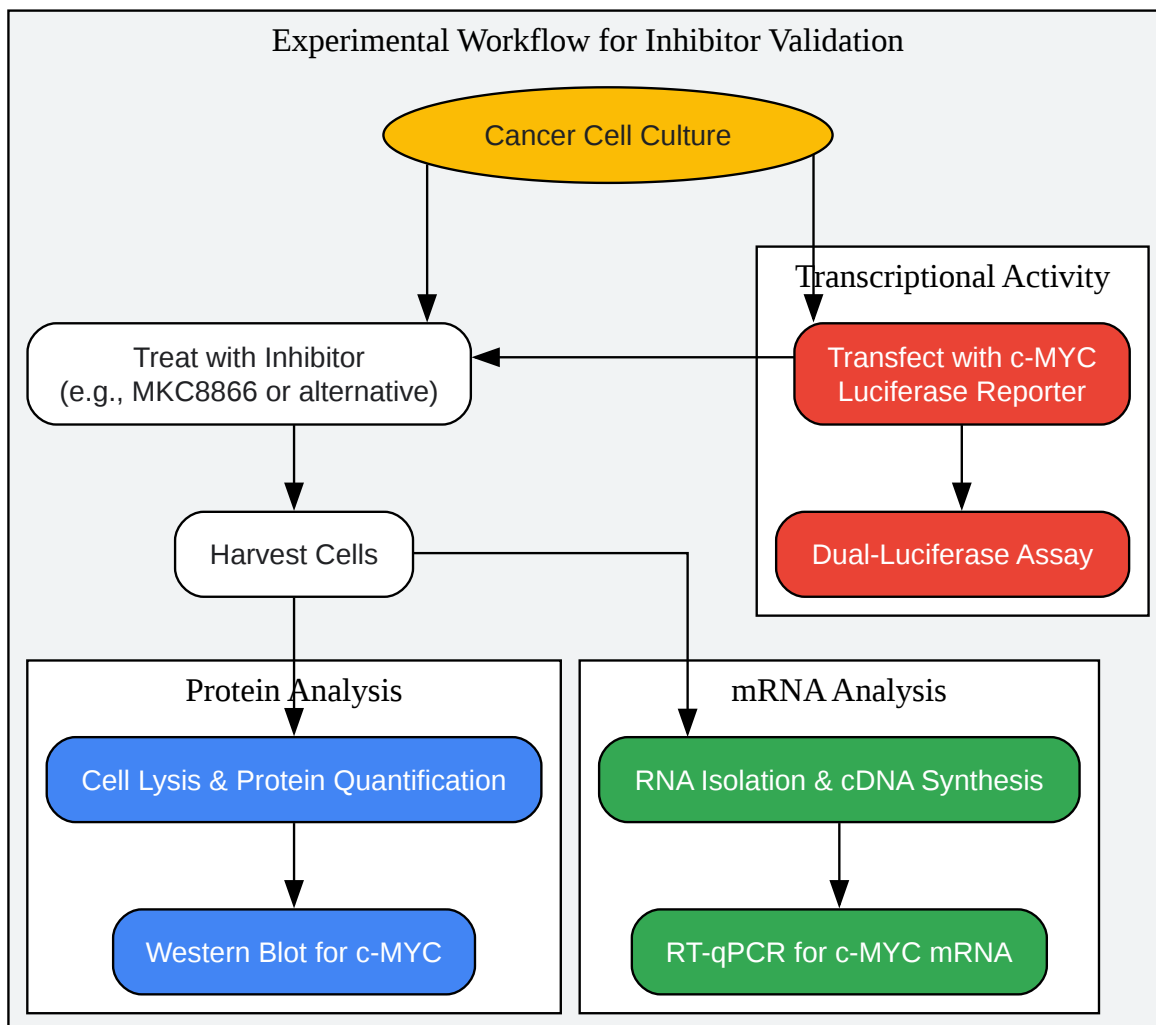 Experimental Workflow for Inhibitor Validation
Cancer Cell Culture
Transcriptional Activity
Treat with Inhibitor
(e.g., MKC8866 or alternative)
Transfect with c-MYC
Luciferase Reporter
Harvest Cells
Dual-Luciferase Assay
Protein Analysis
mRNA Analysis
Cell Lysis & Protein Quantification
RNA Isolation & cDNA Synthesis
Western Blot for c-MYC
RT-qPCR for c-MYC mRNA